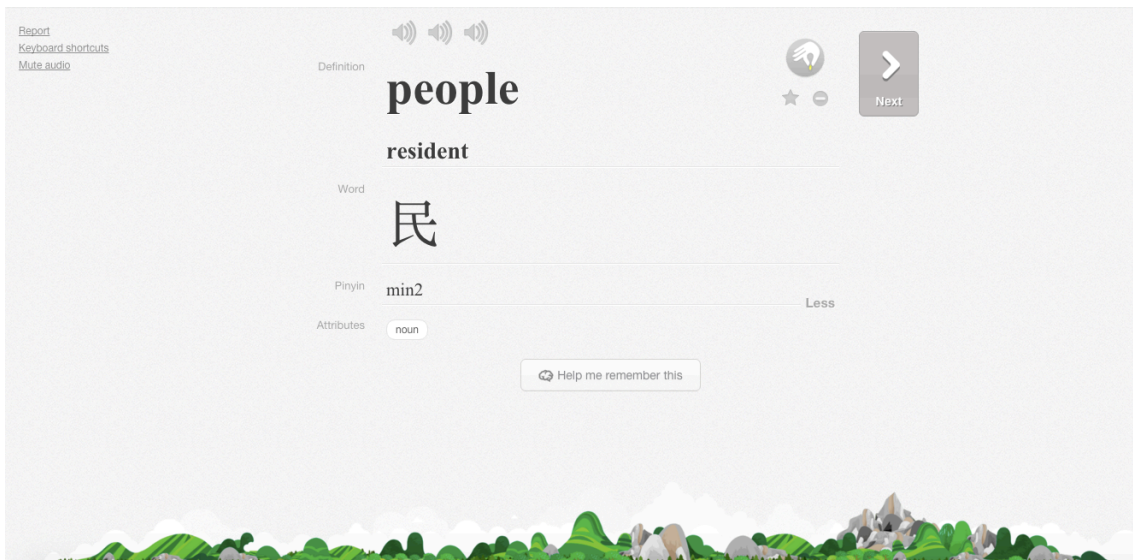 Report
Keyboard shortcuts
Mute audio
Definition
people
resident
Word
民
Pinyin
min2
Less
Attributes
noun
Help me remember this
Next